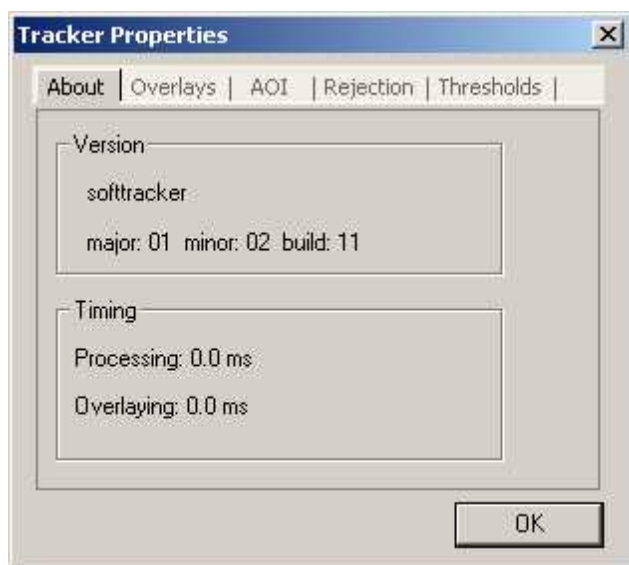 Tracker Properties
About Overlays AOI Rejection Thresholds
Version
softtracker
major: 01 minor: 02 build: 11
Timing
Processing: 0.0 ms
Overlaying: 0.0 ms
OK